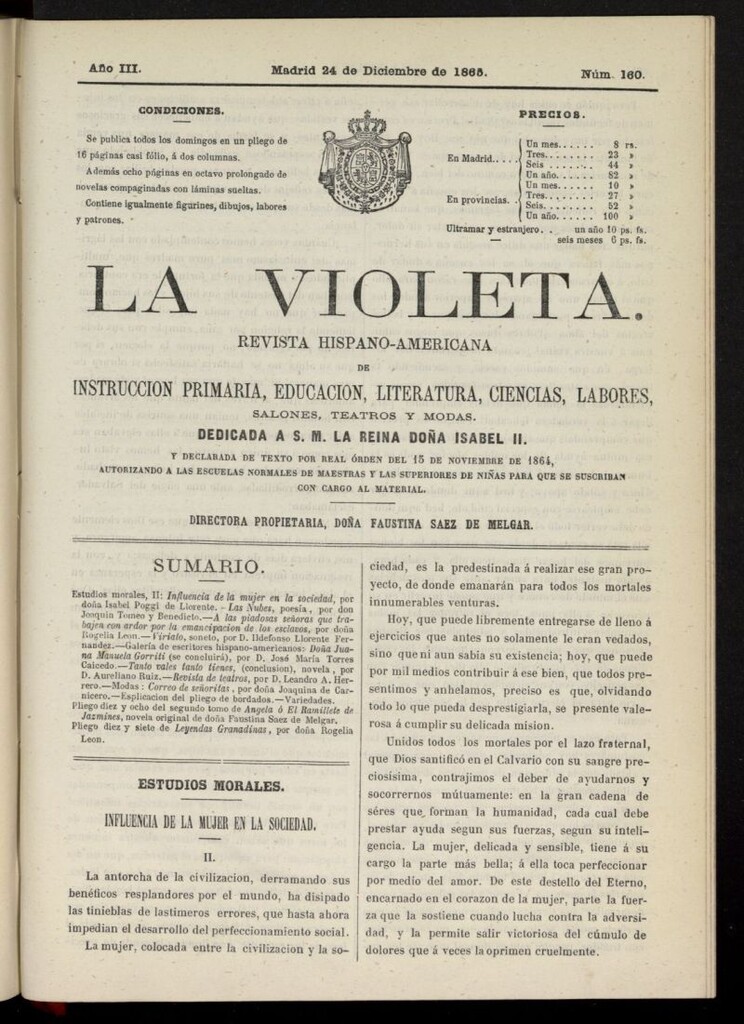 Año III.
Madrid 24 de Diciembre de 1865.
Núm. 160.
CONDICIONES.
Se publica todos los domingos en un pliego de
16 páginas casi fólio, á dos columnas.
Además ocho páginas en octavo prolongado de
novelas compaginadas con láminas sueltas.
Contiene igualmente figurines, dibujos, labores
y patrones.
PRECIOS.
En Madrid....
Un mes...... 8 rs.
Tres........ 23 »
Seis ....... 44 »
Un año...... 82 »
En provincias. .
Un mes...... 10 »
Tres........ 27 »
Seis........ 52 »
Un año...... 100 »
Ultramar y estranjero. . un año 10 ps. fs.
— seis meses 6 ps. fs.
LA VIOLETA.
REVISTA HISPANO-AMERICANA
DE
INSTRUCCION PRIMARIA, EDUCACION, LITERATURA, CIENCIAS, LABORES,
SALONES, TEATROS Y MODAS.
DEDICADA A S. M. LA REINA DOÑA ISABEL II.
Y DECLARADA DE TEXTO POR REAL ÓRDEN DEL 15 DE NOVIEMBRE DE 1864,
AUTORIZANDO A LAS ESCUELAS NORMALES DE MAESTRAS Y LAS SUPERIORES DE NIÑAS PARA QUE SE SUSCRIBAN
CON CARGO AL MATERIAL.
DIRECTORA PROPIETARIA, DOÑA FAUSTINA SAEZ DE MELGAR.
SUMARIO.
Estudios morales, II: Influencia de la mujer en la sociedad, por
doña Isabel Poggi de Llorente. - Las Nubes, poesía, por don
Joaquin Tomeo y Benedicto.—A las piadosas señoras que tra-
bajan con ardor por la emancipacion de los esclavos, por doña
Rogelia Leon.—Viriato, soneto, por D. Ildefonso Llorente Fer-
nandez.—Galería de escritores hispano-americanos: Doña Jua-
na Manuela Gorriti (se concluirá), por D. José María Torres
Caicedo.—Tanto vales tanto tienes, (conclusion), novela, por
D. Aureliano Ruiz.—Revista de teatros, por D. Leandro A. Her-
rero.—Modas: Correo de señoritas, por doña Joaquina de Car-
nicero.—Esplicacion del pliego de bordados.—Variedades.
Pliego diez y ocho del segundo tomo de Angela ó El Ramillete de
Jazmines, novela original de doña Faustina Saez de Melgar.
Pliego diez y siete de Leyendas Granadinas, por doña Rogelia
Leon.
ESTUDIOS MORALES.
INFLUENCIA DE LA MUJER EN LA SOCIEDAD.
II.
La antorcha de la civilizacion, derramando sus
benéficos resplandores por el mundo, ha disipado
las tinieblas de lastimeros errores, que hasta ahora
impedian el desarrollo del perfeccionamiento social.
La mujer, colocada entre la civilizacion y la so-
ciedad, es la predestinada á realizar ese gran pro-
yecto, de donde emanarán para todos los mortales
innumerables venturas.
Hoy, que puede libremente entregarse de lleno á
ejercicios que antes no solamente le eran vedados,
sino que ni aun sabia su existencia; hoy, que puede
por mil medios contribuir á ese bien, que todos pre-
sentimos y anhelamos, preciso es que, olvidando
todo lo que pueda desprestigiarla, se presente vale-
rosa á cumplir su delicada mision.
Unidos todos los mortales por el lazo fraternal,
que Dios santificó en el Calvario con su sangre pre-
ciosísima, contrajimos el deber de ayudarnos y
socorrernos mútuamente: en la gran cadena de
séres que forman la humanidad, cada cual debe
prestar ayuda segun sus fuerzas, segun su inteli-
gencia. La mujer, delicada y sensible, tiene á su
cargo la parte más bella; á ella toca perfeccionar
por medio del amor. De este destello del Eterno,
encarnado en el corazon de la mujer, parte la fuer-
za que la sostiene cuando lucha contra la adversi-
dad, y la permite salir victoriosa del cúmulo de
dolores que á veces la oprimen cruelmente.